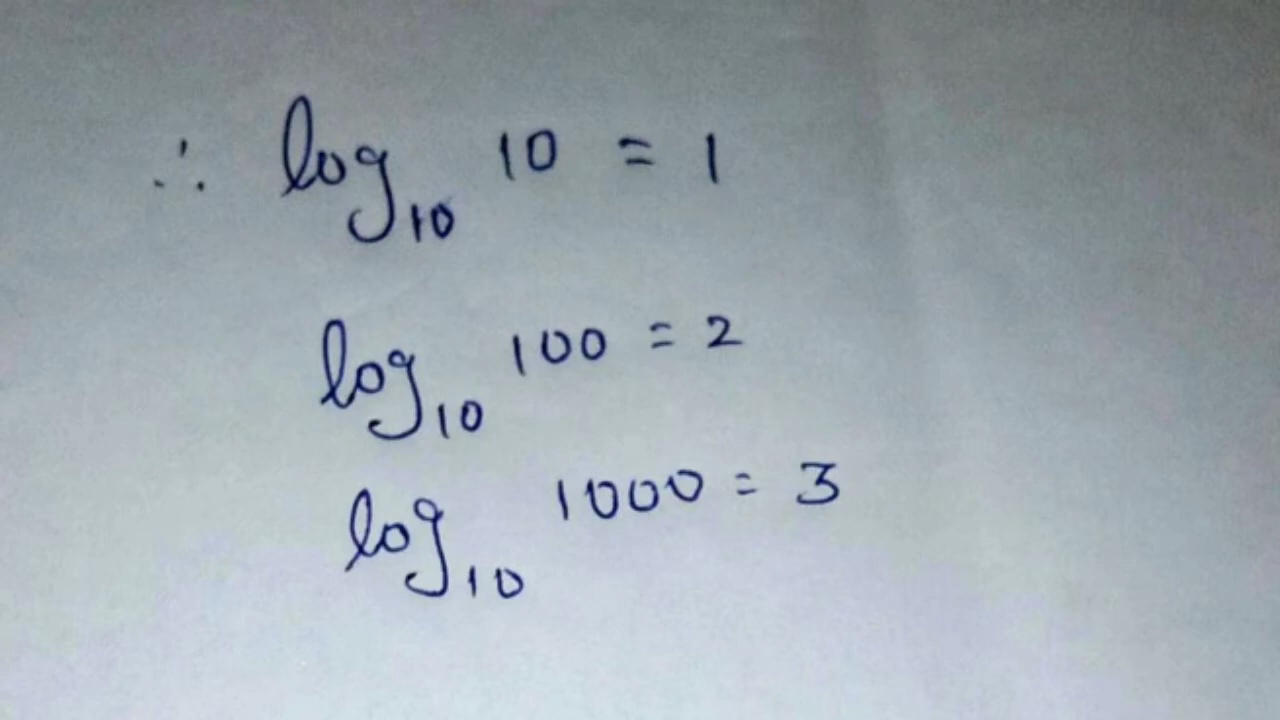 ∴ log₁₀ 10 = 1
log₁₀ 100 = 2
log₁₀ 1000 = 3